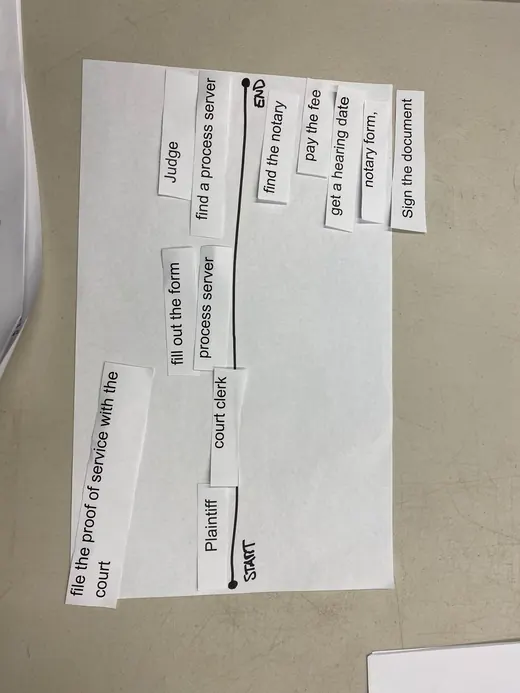 file the proof of service with the
court
Judge
fill out the form
find a process server
process server
Plaintiff
court clerk
START
END
find the notary
pay the fee
get a hearing date
notary form,
Sign the document